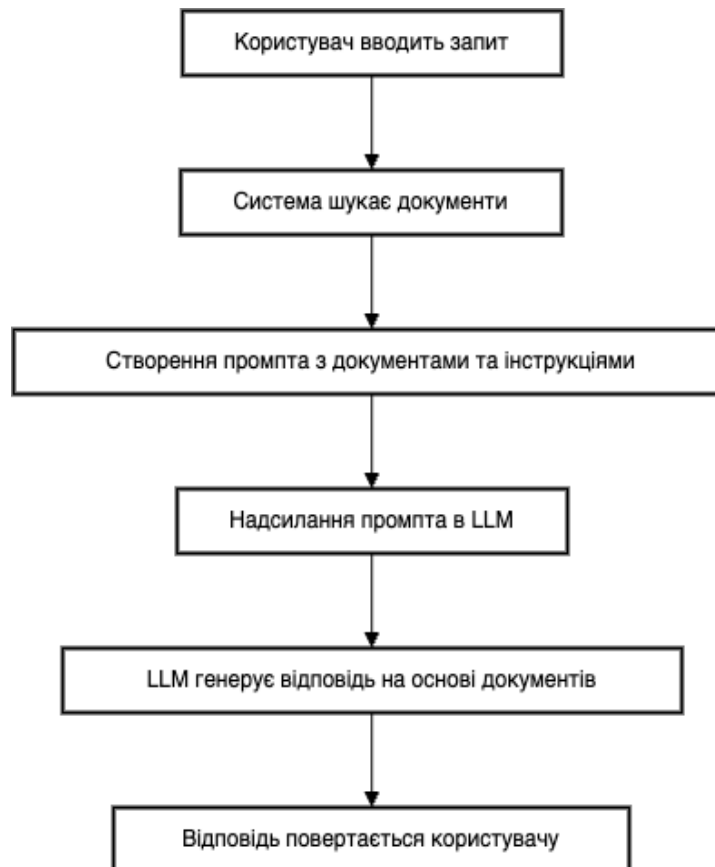 Користувач вводить запит
Система шукає документи
Створення промпта з документами та інструкціями
Надсилання промпта в LLM
LLM генерує відповідь на основі документів
Відповідь повертається користувачу